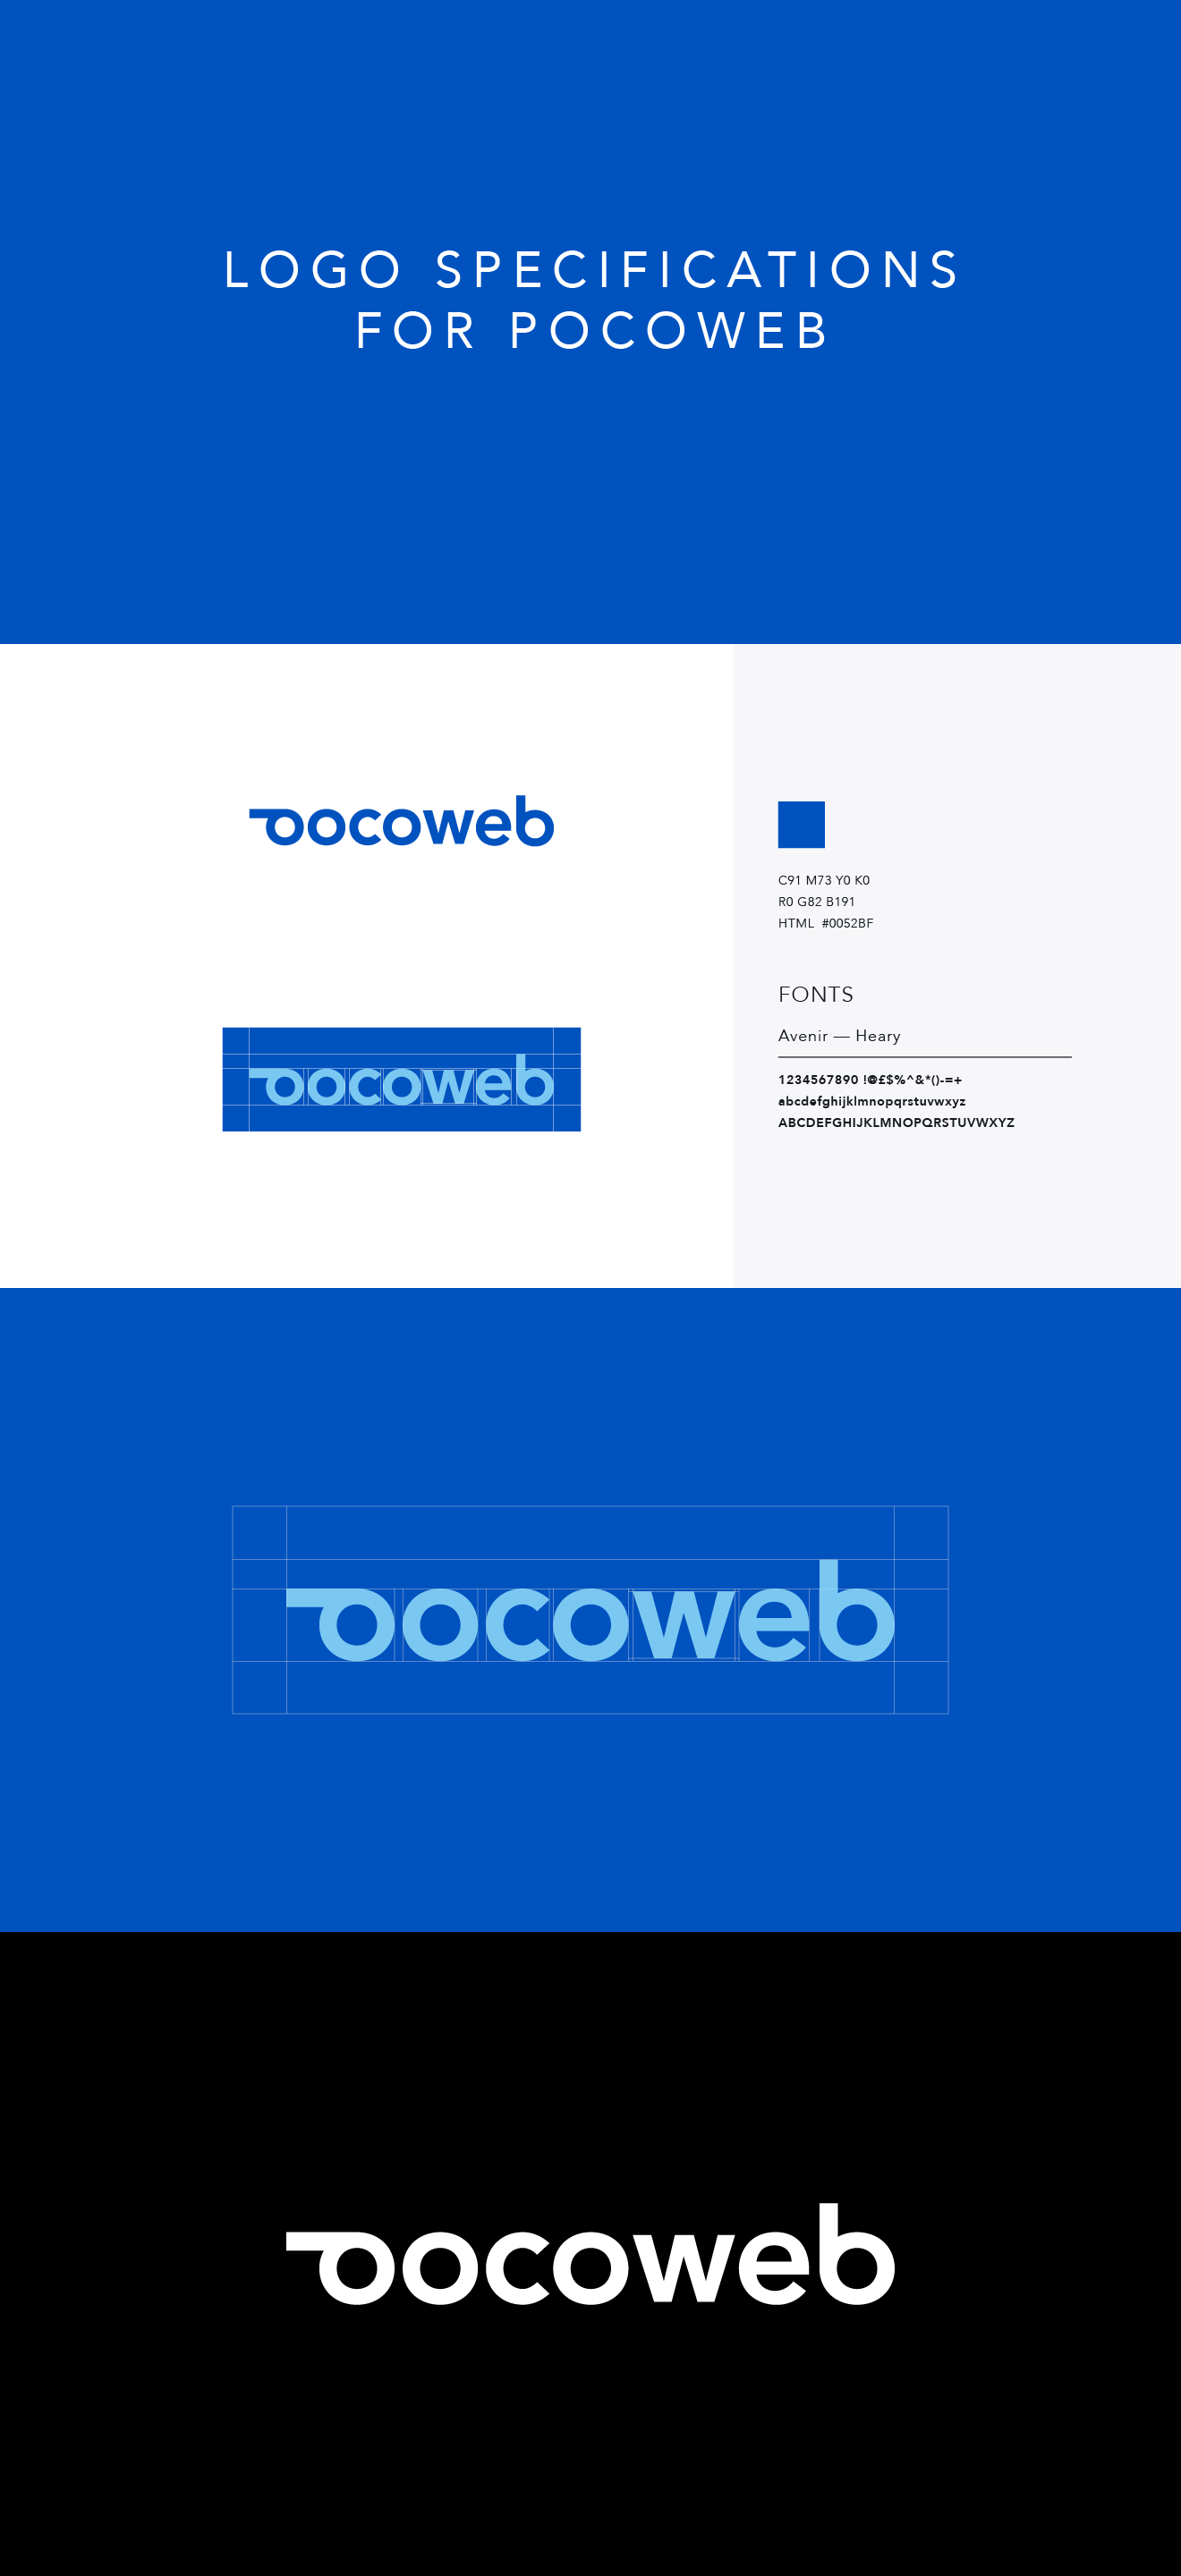 LOGO SPECIFICATIONS
FOR POCOWEB
pocoweb
C91 M73 Y0 K0
R0 G82 B191
HTML #0052BF
FONTS
Avenir — Heary
1234567890 !@£$%^&*()-=+
abcdefghijklmnopqrstuvwxyz
ABCDEFGHIJKLMNOPQRSTUVWXYZ
pocoweb
pocoweb
pocoweb